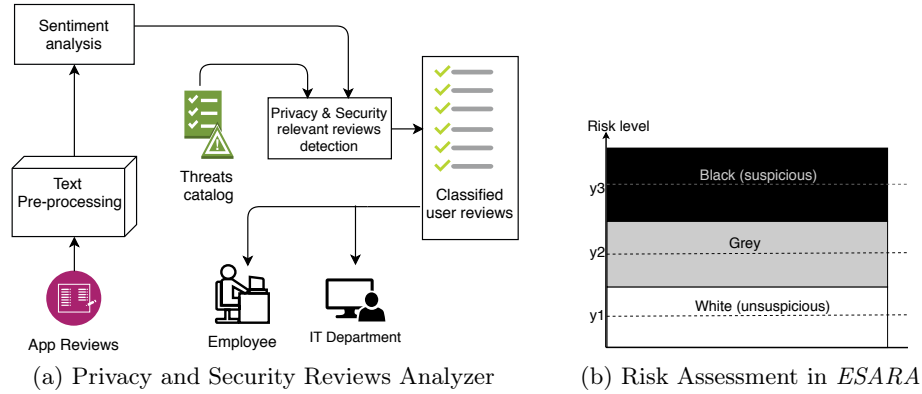 Sentiment
analysis
Text
Pre-processing
App Reviews
Threats
catalog
Privacy & Security
relevant reviews
detection
Classified
user reviews
Employee
IT Department
(a) Privacy and Security Reviews Analyzer
Risk level
y3
Black (suspicious)
y2
Grey
y1
White (unsuspicious)
(b) Risk Assessment in ESARA